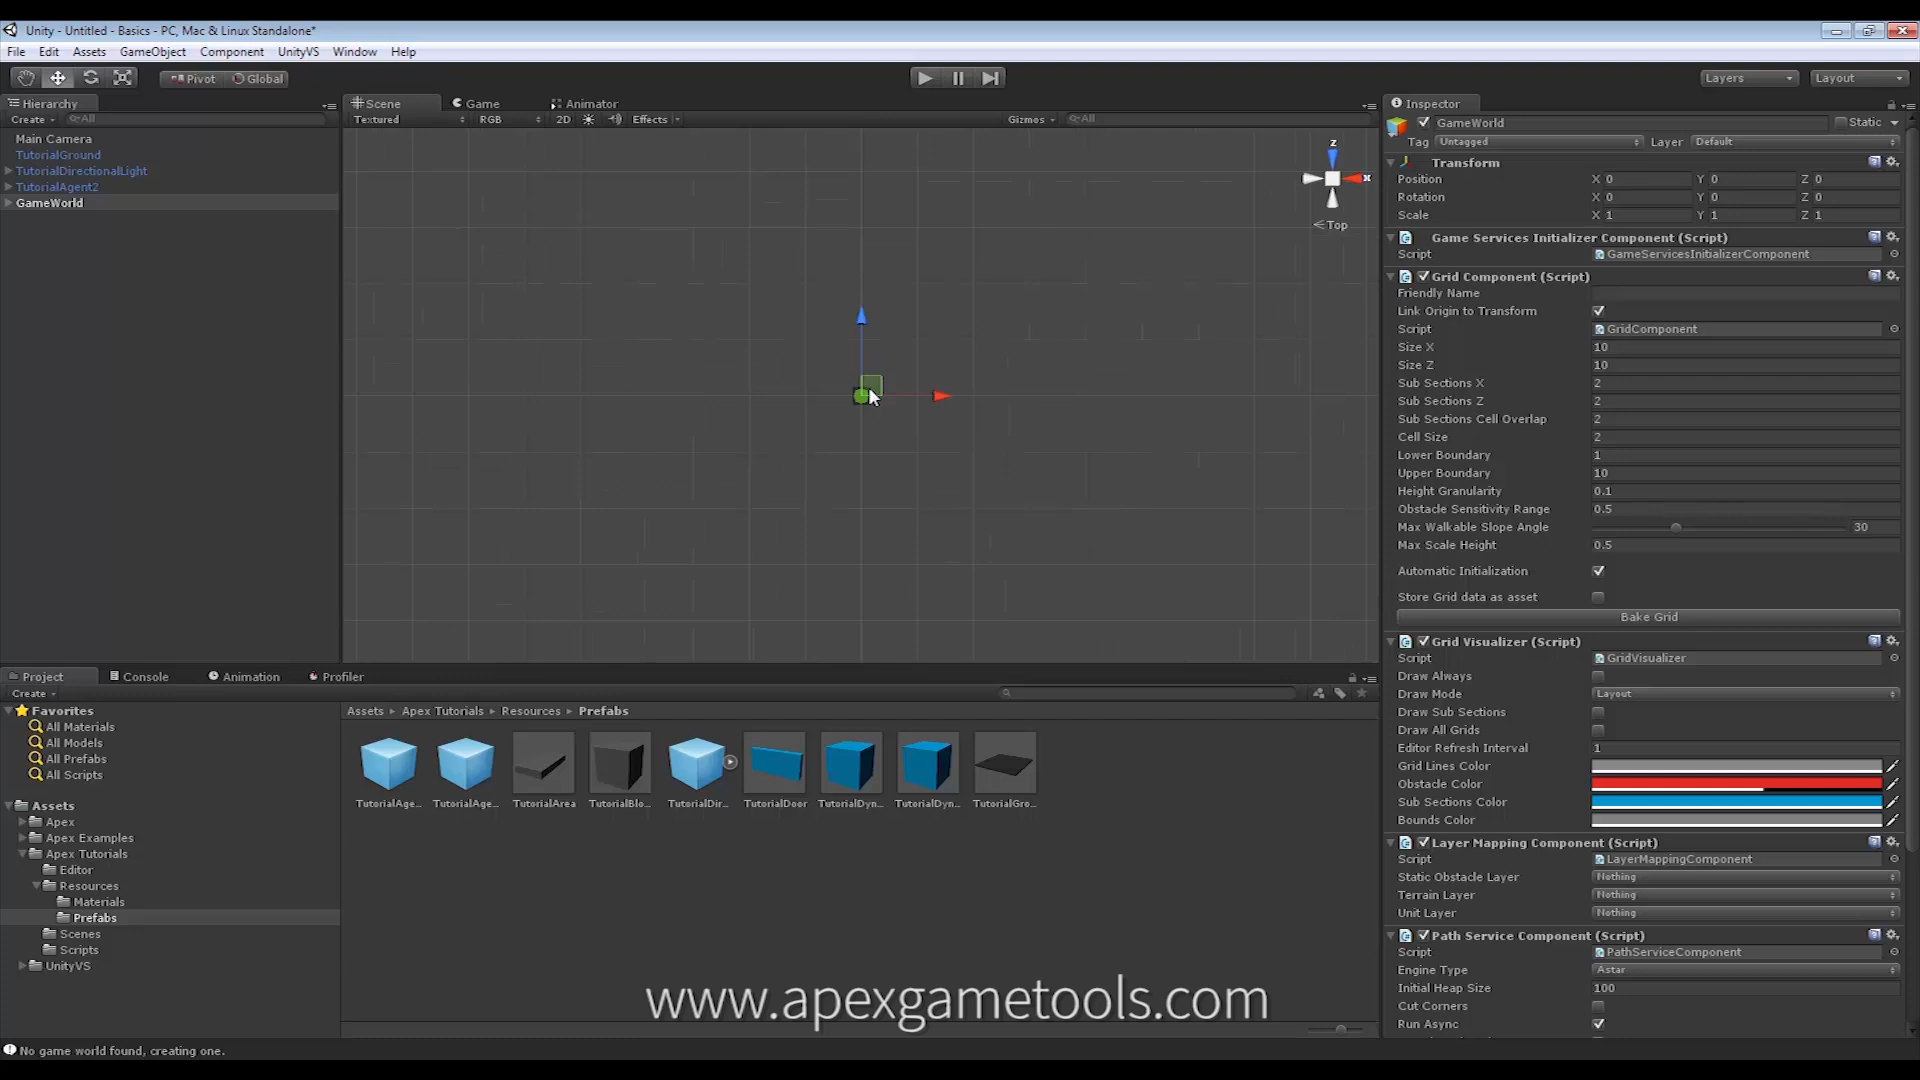 Unity - Untitled - Basics - PC, Mac & Linux Standalone*
File Edit Assets GameObject Component UnityVS Window Help
Pivot Global Layers Layout
Hierarchy
Create All
Main Camera
TutorialGround
TutorialDirectionalLight
TutorialAgent2
GameWorld
Scene Game Animator
Textured RGB 2D Effects Gizmos All
z
x
Top
Inspector
GameWorld Static
Tag Untagged Layer Default
Transform
Position X 0 Y 0 Z 0
Rotation X 0 Y 0 Z 0
Scale X 1 Y 1 Z 1
Game Services Initializer Component (Script)
Script GameServicesInitializerComponent
Grid Component (Script)
Friendly Name
Link Origin to Transform
Script GridComponent
Size X 10
Size Z 10
Sub Sections X 2
Sub Sections Z 2
Sub Sections Cell Overlap 2
Cell Size 2
Lower Boundary 1
Upper Boundary 10
Height Granularity 0.1
Obstacle Sensitivity Range 0.5
Max Walkable Slope Angle 30
Max Scale Height 0.5
Automatic Initialization
Store Grid data as asset
Bake Grid
Grid Visualizer (Script)
Script GridVisualizer
Draw Always
Draw Mode Layout
Draw Sub Sections
Draw All Grids
Editor Refresh Interval 1
Grid Lines Color
Obstacle Color
Sub Sections Color
Bounds Color
Layer Mapping Component (Script)
Script LayerMappingComponent
Static Obstacle Layer Nothing
Terrain Layer Nothing
Unit Layer Nothing
Path Service Component (Script)
Script PathServiceComponent
Engine Type Astar
Initial Heap Size 100
Cut Corners
Run Async
Project Console Animation Profiler
Create
Favorites
All Materials
All Models
All Prefabs
All Scripts
Assets
Apex
Apex Examples
Apex Tutorials
Editor
Resources
Materials
Prefabs
Scenes
Scripts
UnityVS
Assets Apex Tutorials Resources Prefabs
TutorialAge... TutorialAge... TutorialArea TutorialBlo... TutorialDir... TutorialDoor TutorialDyn... TutorialDyn... TutorialGro...
www.apexgametools.com
No game world found, creating one.